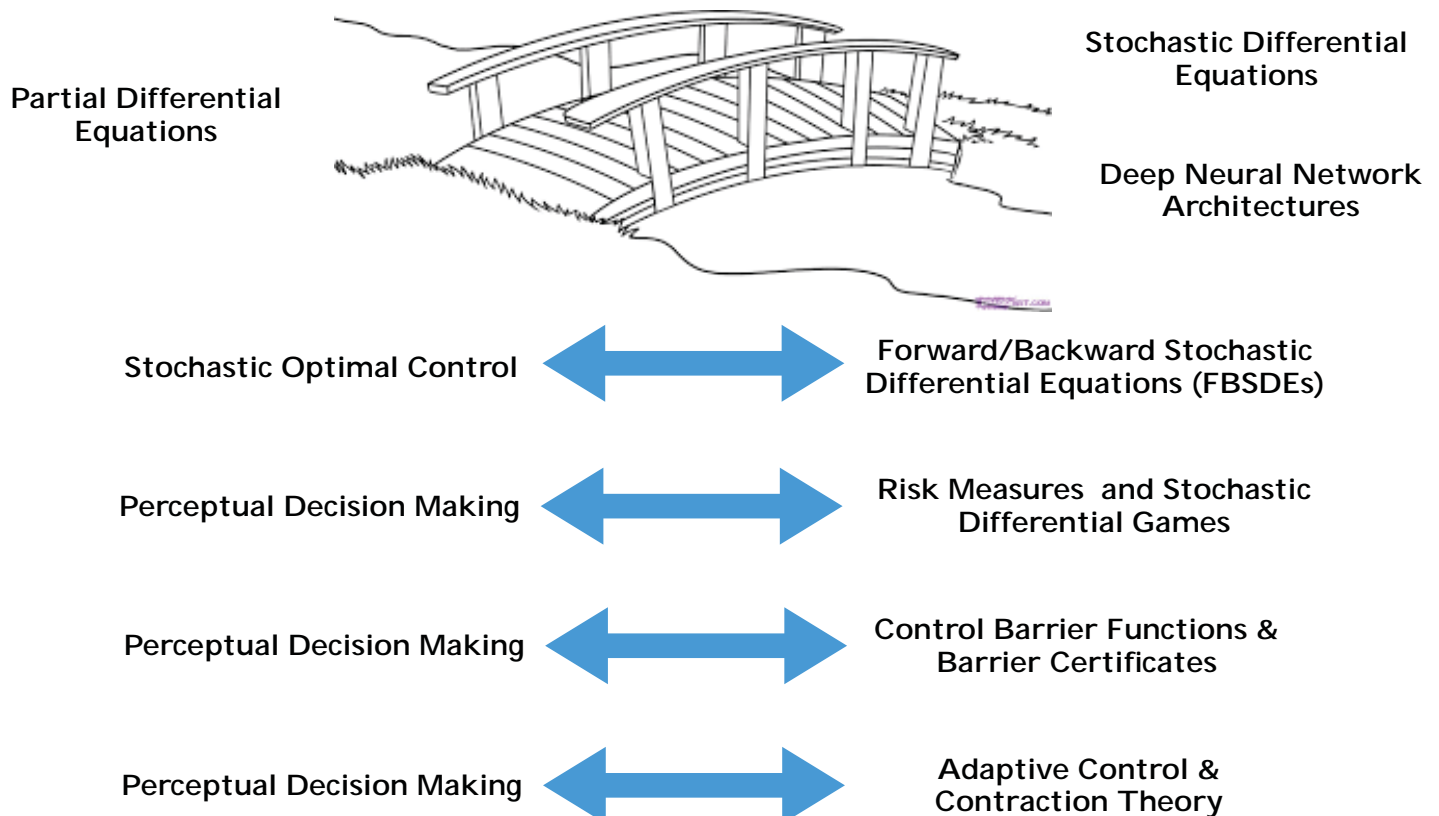 Partial Differential
Equations
Stochastic Differential
Equations
Deep Neural Network
Architectures
Stochastic Optimal Control
Forward/Backward Stochastic
Differential Equations (FBSDEs)
Perceptual Decision Making
Risk Measures and Stochastic
Differential Games
Perceptual Decision Making
Control Barrier Functions &
Barrier Certificates
Perceptual Decision Making
Adaptive Control &
Contraction Theory